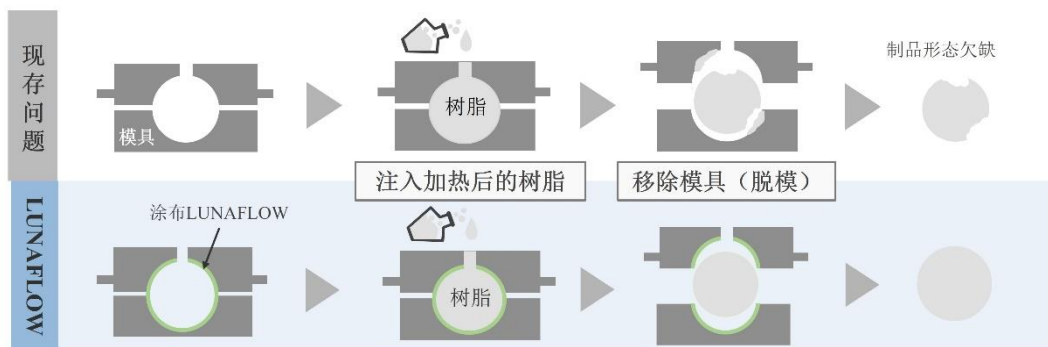 现存问题
模具
树脂
制品形态欠缺
注入加热后的树脂
移除模具（脱模）
LUNAFLOW
涂布LUNAFLOW
树脂